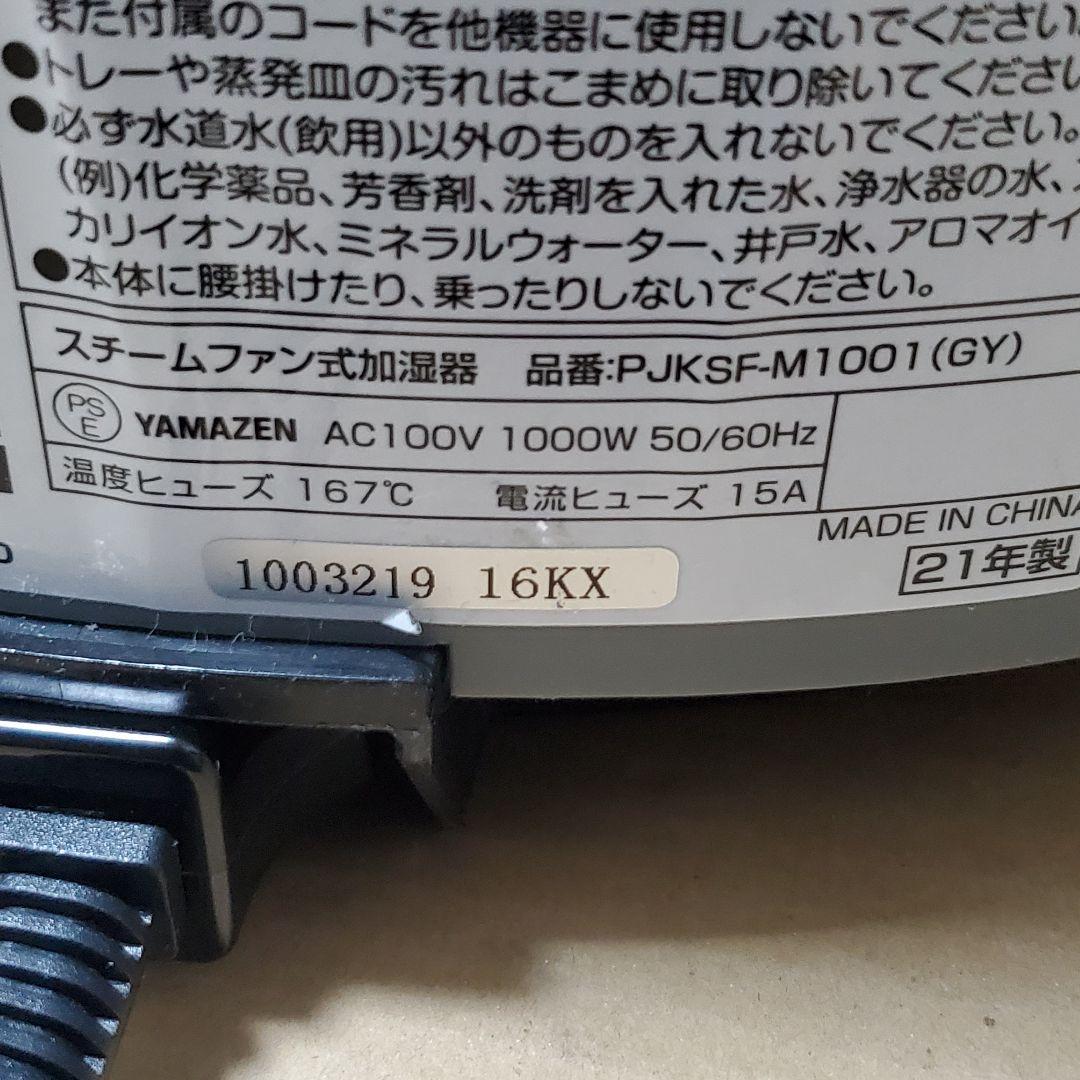 また付属のコードを他機器に使用しないでください。
●トレーや蒸発皿の汚れはこまめに取り除いてください
●必ず水道水(飲用)以外のものを入れないでください。
(例)化学薬品、芳香剤、洗剤を入れた水、浄水器の水、
カリイオン水、ミネラルウォーター、井戸水、アロマオイ
●本体に腰掛けたり、乗ったりしないでください。
スチームファン式加湿器 品番:PJKSF-M1001(GY)
PSE YAMAZEN AC100V 1000W 50/60Hz
温度ヒューズ 167℃ 電流ヒューズ 15A
MADE IN CHINA
21年製
1003219 16KX